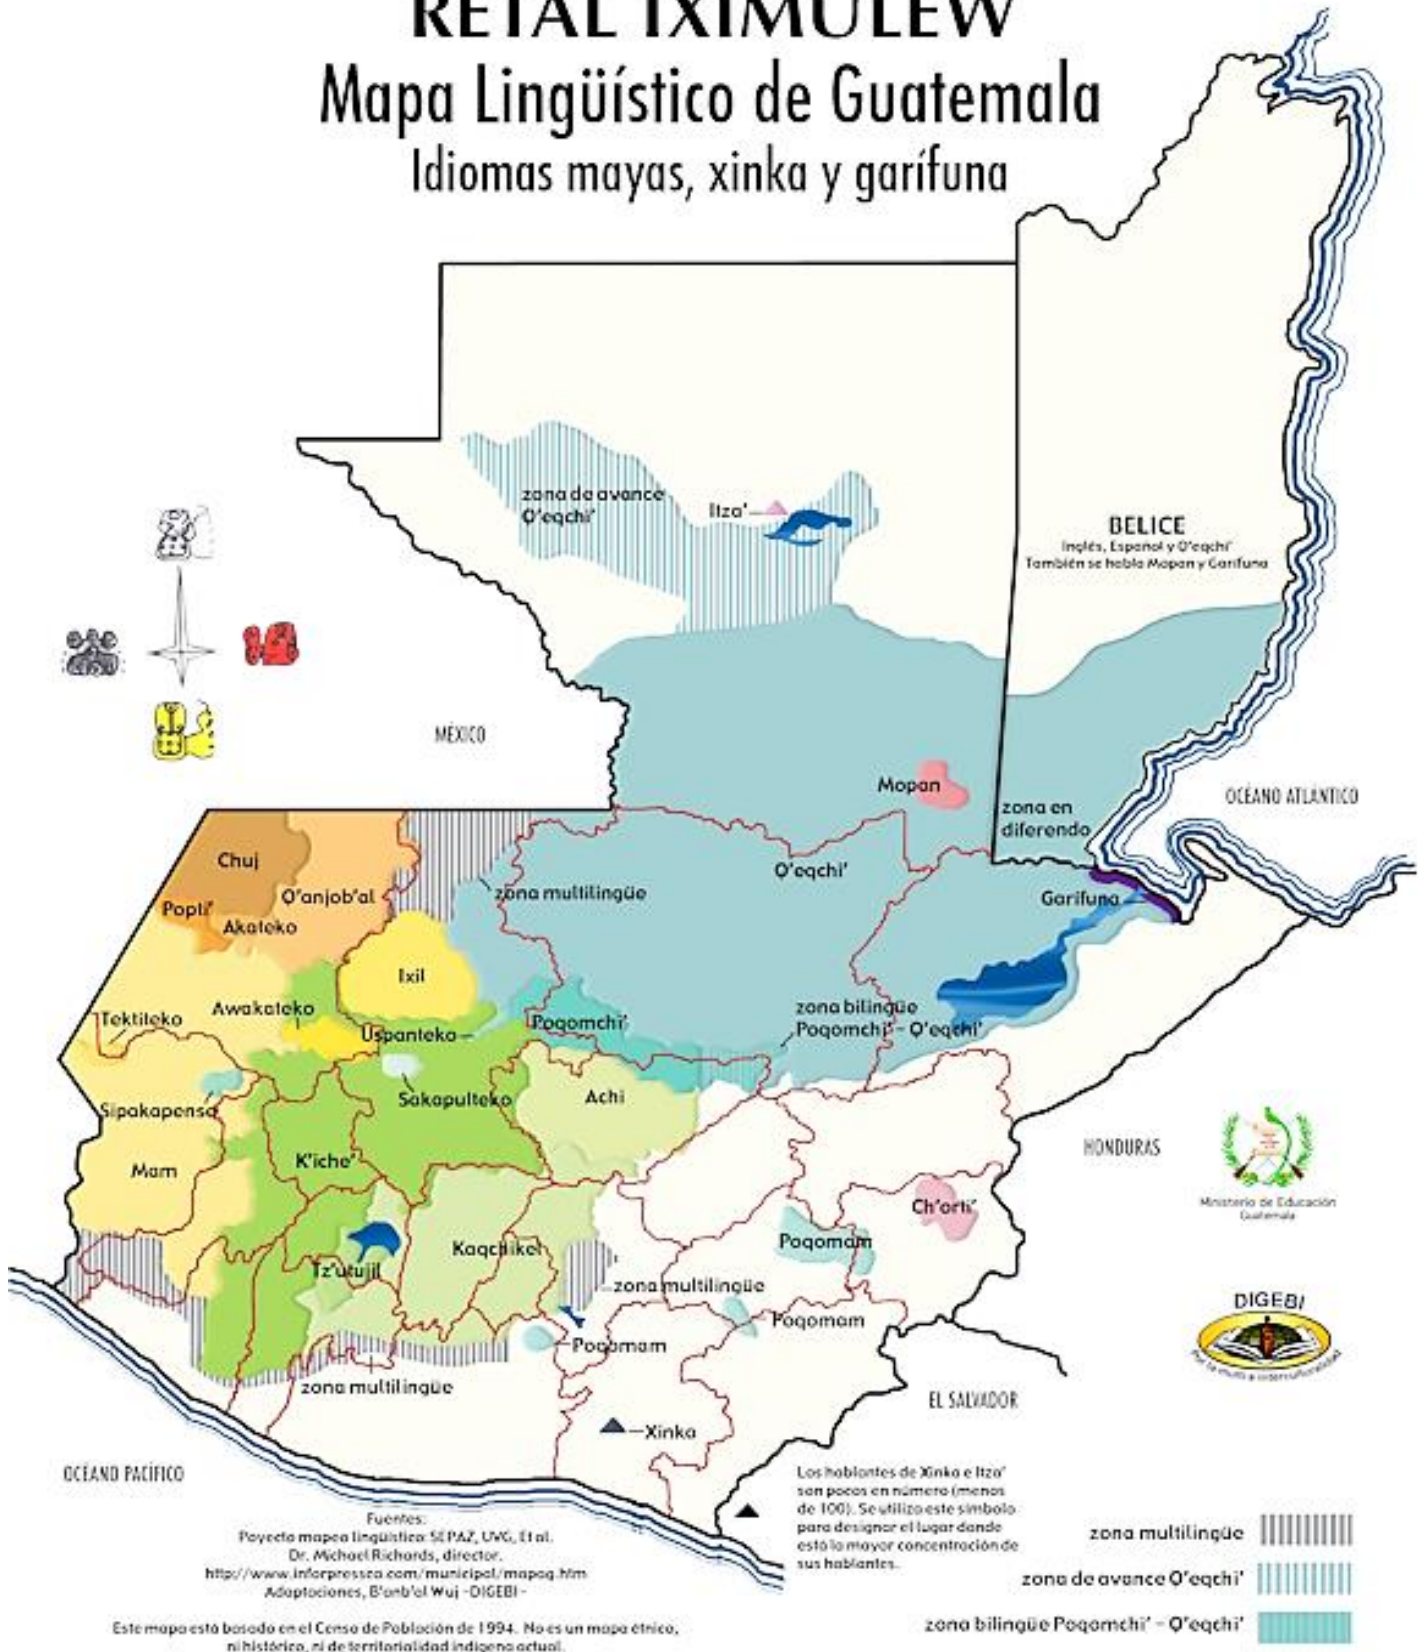 RETAL IXIMULEW
Mapa Lingüístico de Guatemala
Idiomas mayas, xinka y garífuna
zona de avance
Q'eqchi'
Itza'
BELICE
Inglés, Español y Q'eqchi'
También se habla Mopan y Garifuna
MÉXICO
Mopan
OCÉANO ATLÁNTICO
zona en
diferendo
Chuj
Q'eqchi'
Q'anjob'al
zona multilingüe
Garifuna
Popti'
Akateko
Ixil
Awakateko
zona bilingüe
Poqomchi' - Q'eqchi'
Tektiteko
Poqomchi'
Uspanteko
Sipakapense
Sakapulteko
Achi
HONDURAS
K'iche'
Mam
Ministerio de Educación
Guatemala
Ch'orti'
Poqomam
Kaqchikel
Tz'utujil
zona multilingüe
DIGEBI
Poqomam
Poqomam
zona multilingüe
EL SALVADOR
Xinka
OCÉANO PACÍFICO
Los hablantes de Xinka e Itza'
son pocos en número (menos
de 100). Se utiliza este símbolo
para designar el lugar donde
está la mayor concentración de
sus hablantes.
Fuentes:
Poyecto mapeo lingüístico: SEPAZ, UVG, Et al.
Dr. Michael Richards, director.
http://www.inforpressca.com/municipal/mapag.htm
Adaptaciones, B'anb'al Wuj -DIGEBI-
zona multilingüe
zona de avance Q'eqchi'
zona bilingüe Poqomchi' - Q'eqchi'
Este mapa está basado en el Censo de Población de 1994. No es un mapa étnico,
ni histórico, ni de territorialidad indígena actual.